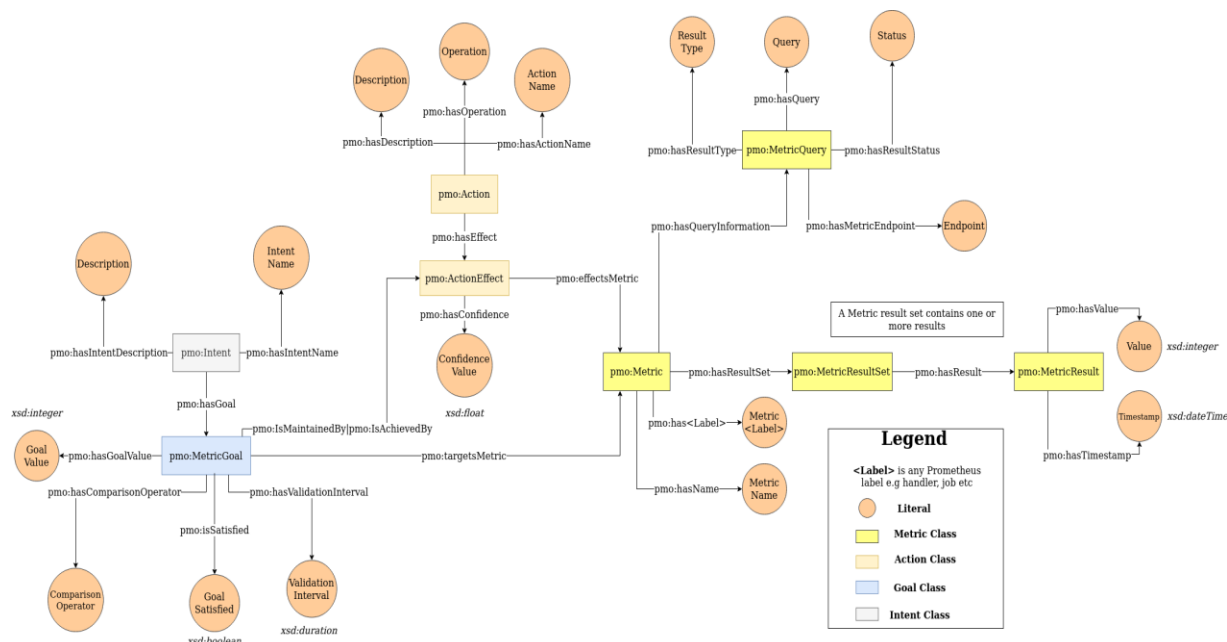 Operation
Result
Type
Query
Status
Description
Action
Name
pmo:hasOperation
pmo:hasQuery
pmo:hasDescription
pmo:hasActionName
pmo:hasResultType
pmo:MetricQuery
pmo:hasResultStatus
pmo:Action
pmo:hasQueryInformation
pmo:hasMetricEndpoint
Endpoint
pmo:hasEffect
Description
Intent
Name
pmo:ActionEffect
pmo:effectsMetric
pmo:hasConfidence
A Metric result set contains one or
more results
pmo:hasValue
pmo:hasIntentDescription
pmo:Intent
pmo:hasIntentName
Confidence
Value
xsd:float
Value
xsd:integer
pmo:Metric
pmo:hasResultSet
pmo:MetricResultSet
pmo:hasResult
pmo:MetricResult
pmo:hasGoal
xsd:integer
pmo:has<Label>
Metric
<Label>
Timestamp
xsd:dateTime
pmo:IsMaintainedBy|pmo:IsAchievedBy
Goal
Value
pmo:hasGoalValue
pmo:MetricGoal
pmo:targetsMetric
pmo:hasTimestamp
pmo:hasName
Metric
Name
pmo:hasComparisonOperator
pmo:hasValidationInterval
pmo:isSatisfied
Comparison
Operator
Goal
Satisfied
xsd:boolean
Validation
Interval
xsd:duration
Legend
<Label> is any Prometheus
label e.g handler, job etc
Literal
Metric Class
Action Class
Goal Class
Intent Class